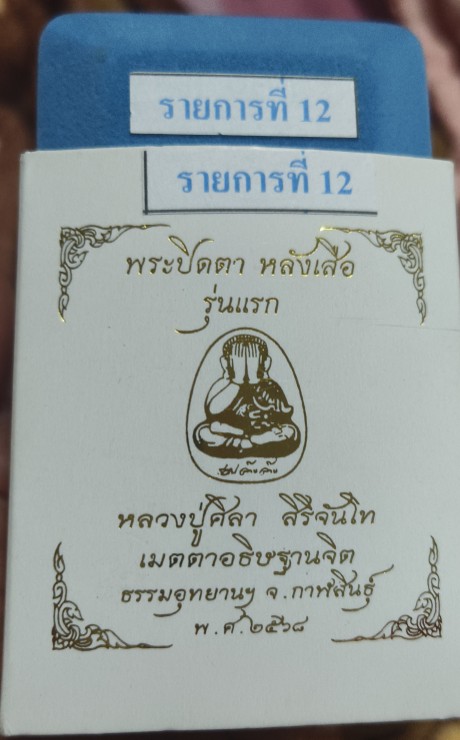 รายการที่ 12
รายการที่ 12
พระปิดตา หลังเสือ
รุ่นแรก
หลวงปู่ศิลา สิริจันโท
เมตตาอธิษฐานจิต
ธรรมอุทยานฯ จ.กาฬสินธุ์
พ.ศ.๒๕๖๘